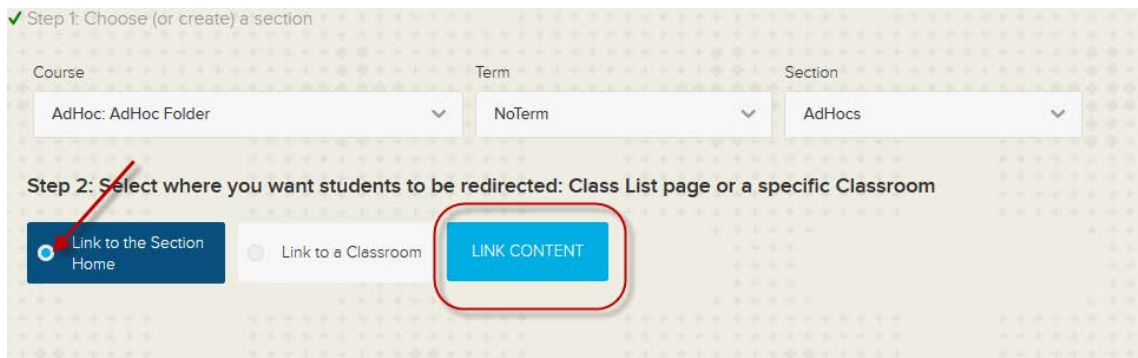 Step 1: Choose (or create) a section
Course Term Section
AdHoc: AdHoc Folder NoTerm AdHocs
Step 2: Select where you want students to be redirected: Class List page or a specific Classroom
Link to the Section
Home
Link to a Classroom
LINK CONTENT